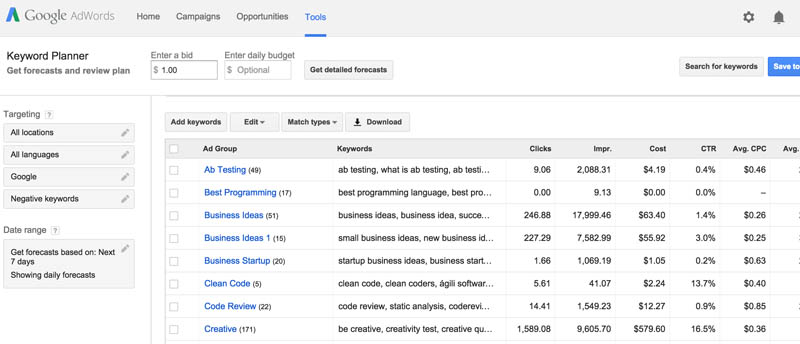 Google AdWords Home Campaigns Opportunities Tools
Keyword Planner
Get forecasts and review plan
Enter a bid
$ 1.00
Enter daily budget
$ Optional
Get detailed forecasts
Search for keywords
Save to
Targeting ?
All locations
All languages
Google
Negative keywords
Date range ?
Get forecasts based on: Next
7 days
Showing daily forecasts
Add keywords Edit Match types Download
Ad Group Keywords Clicks Impr. Cost CTR Avg. CPC Avg.
Ab Testing (49) ab testing, what is ab testing, ab testi... 9.06 2,088.31 $4.19 0.4% $0.46
Best Programming (17) best programming language, best pro... 0.00 9.13 $0.00 0.0% –
Business Ideas (51) business ideas, business idea, succe... 246.88 17,999.46 $63.40 1.4% $0.26
Business Ideas 1 (15) small business ideas, new business id... 227.29 7,582.99 $55.92 3.0% $0.25
Business Startup (20) startup business ideas, business start... 1.66 1,069.19 $1.05 0.2% $0.63
Clean Code (5) clean code, clean coders, ágili softwar... 5.61 41.07 $2.24 13.7% $0.40
Code Review (22) code review, static analysis, coderevi... 14.41 1,549.23 $12.27 0.9% $0.85
Creative (171) be creative, creativity test, creative qu... 1,589.08 9,605.70 $579.60 16.5% $0.36